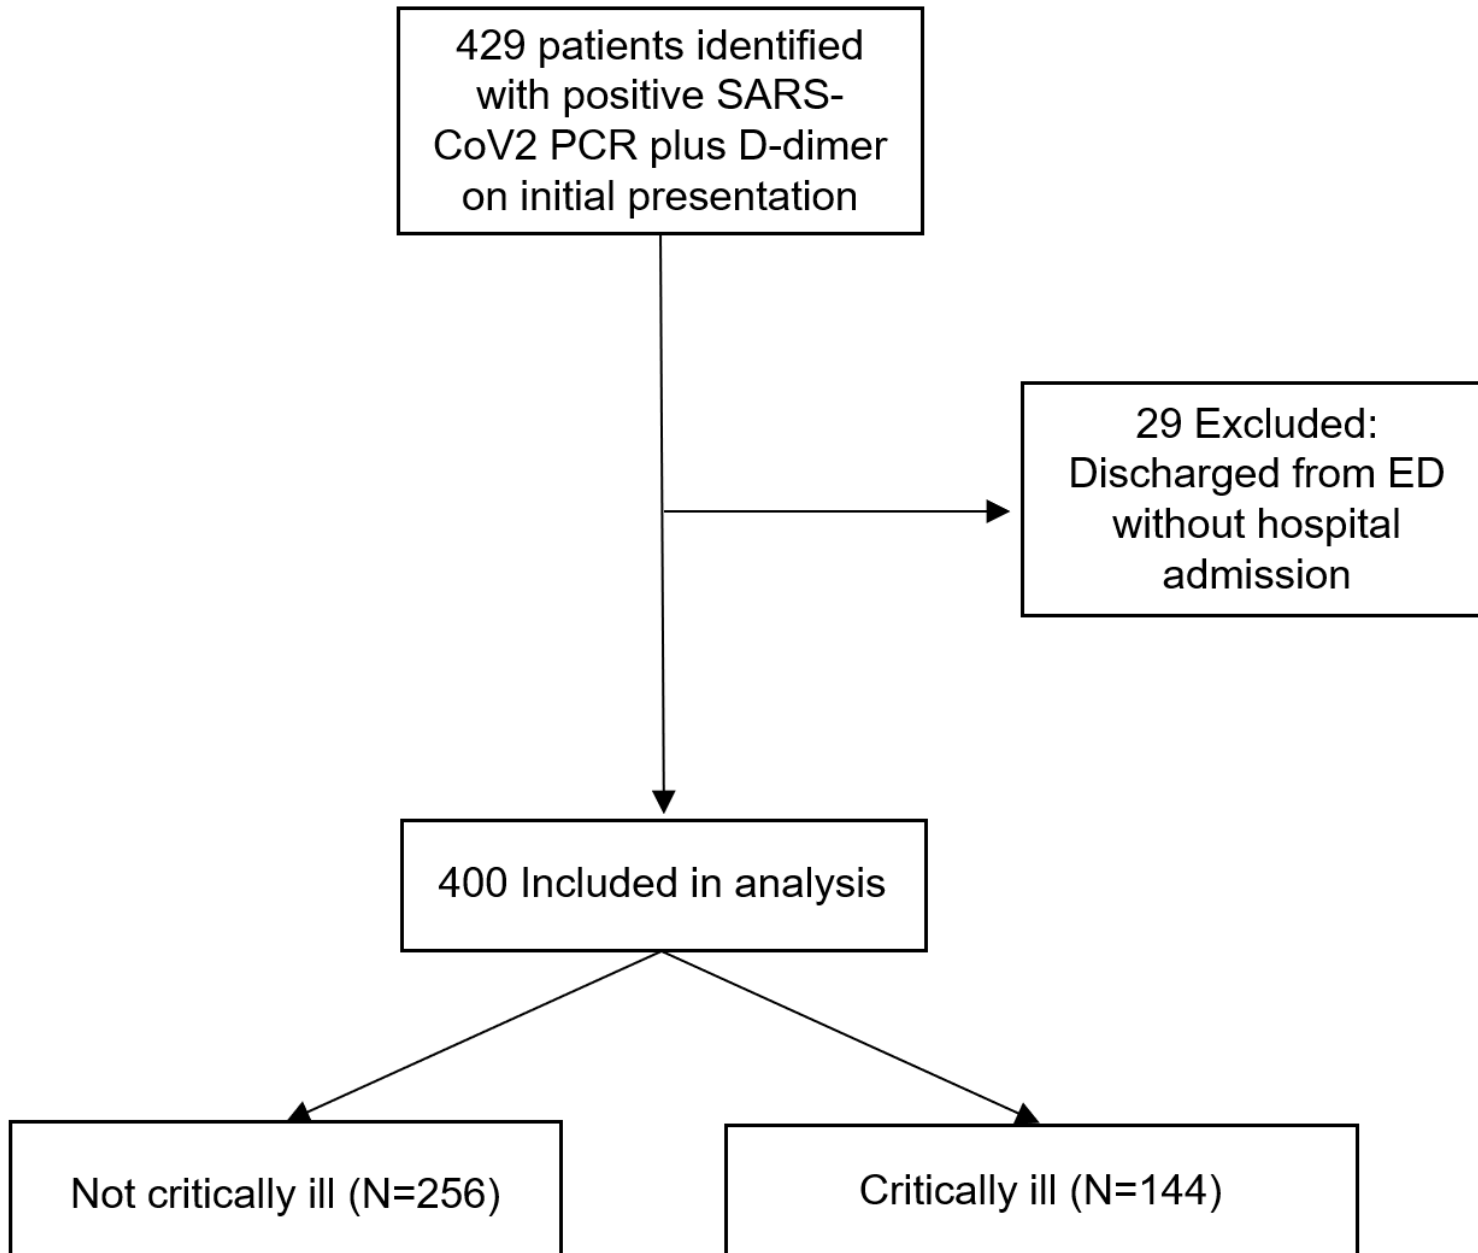 429 patients identified
with positive SARS-
CoV2 PCR plus D-dimer
on initial presentation
29 Excluded:
Discharged from ED
without hospital
admission
400 Included in analysis
Not critically ill (N=256)
Critically ill (N=144)